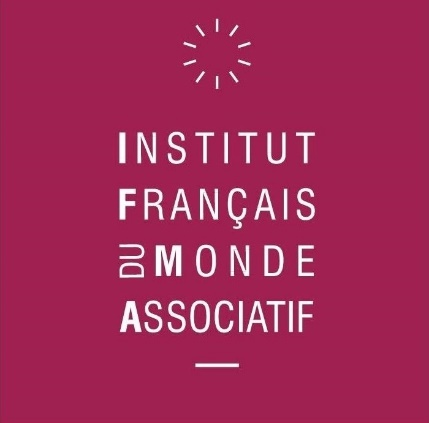 INSTITUT
FRANÇAIS
DU MONDE
ASSOCIATIF